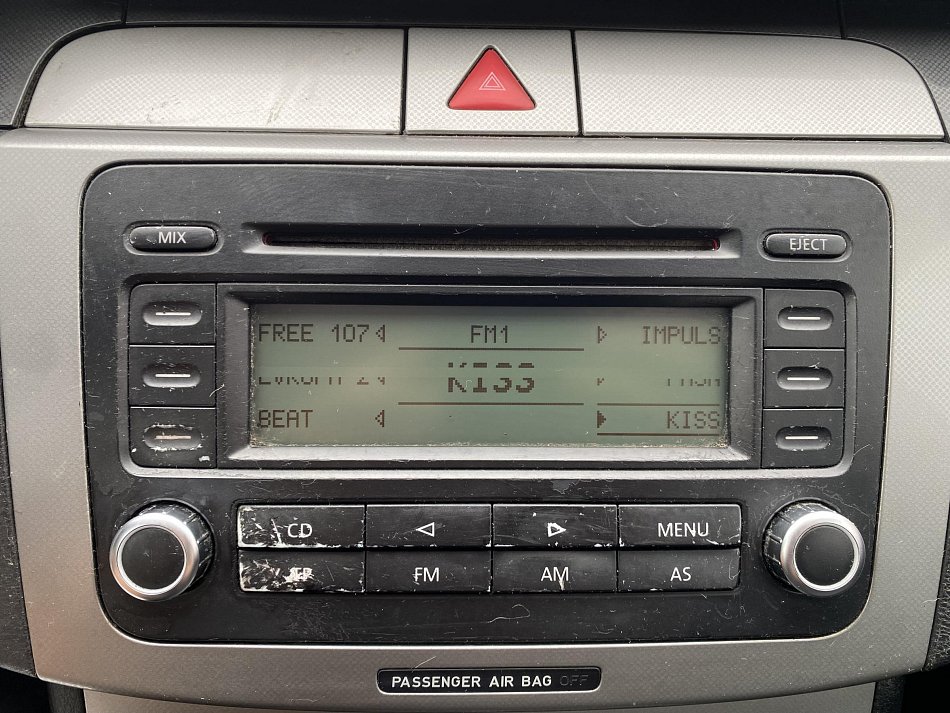 MIX
EJECT
FREE 107 FM1 IMPULS
KISS
BEAT KISS
CD MENU
FM AM AS
PASSENGER AIR BAG OFF